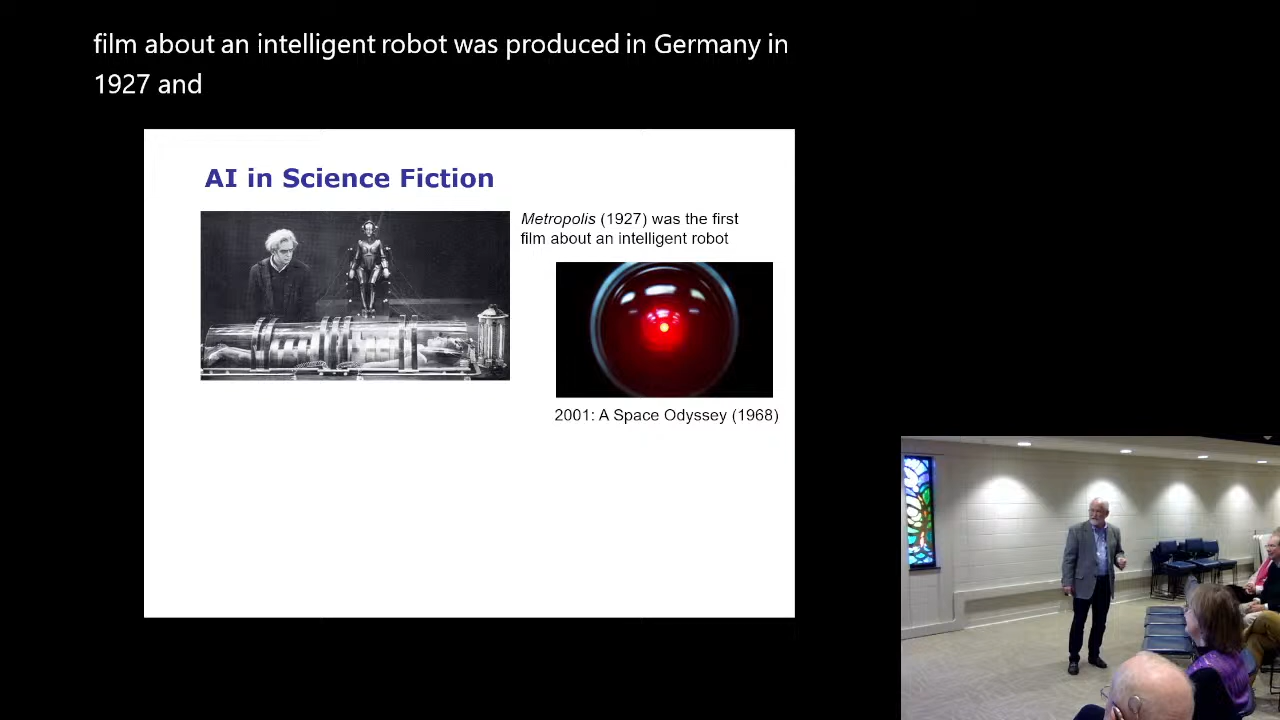 film about an intelligent robot was produced in Germany in
1927 and
AI in Science Fiction
Metropolis (1927) was the first
film about an intelligent robot
2001: A Space Odyssey (1968)